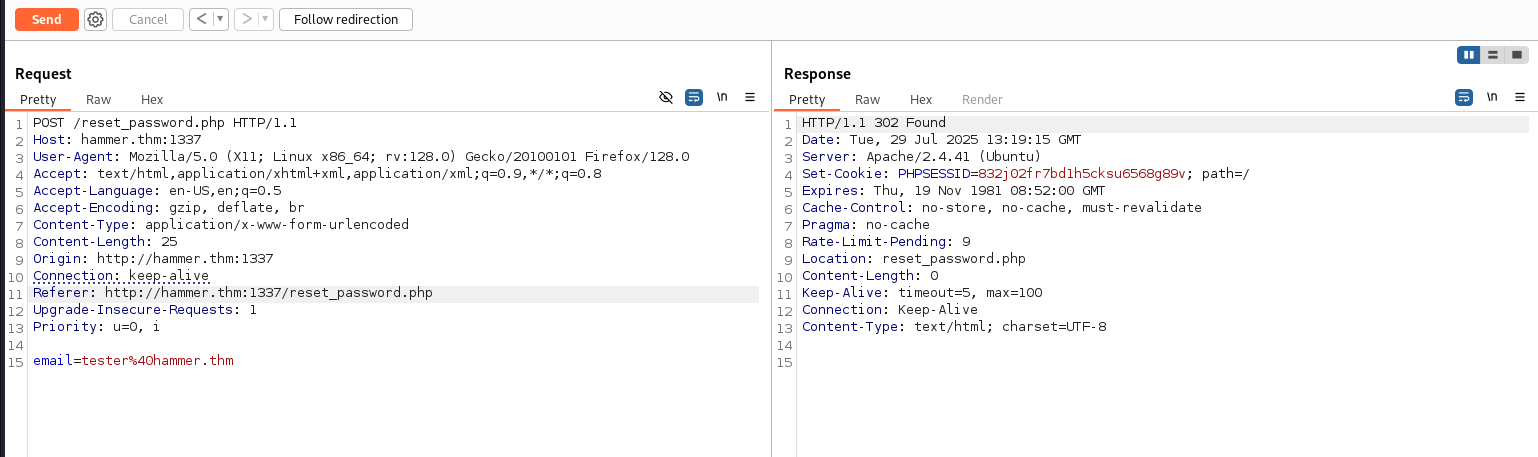 Send Cancel < > Follow redirection
Request
Pretty Raw Hex
\n
1 POST /reset_password.php HTTP/1.1
2 Host: hammer.thm:1337
3 User-Agent: Mozilla/5.0 (X11; Linux x86_64; rv:128.0) Gecko/20100101 Firefox/128.0
4 Accept: text/html,application/xhtml+xml,application/xml;q=0.9,*/*;q=0.8
5 Accept-Language: en-US,en;q=0.5
6 Accept-Encoding: gzip, deflate, br
7 Content-Type: application/x-www-form-urlencoded
8 Content-Length: 25
9 Origin: http://hammer.thm:1337
10 Connection: keep-alive
11 Referer: http://hammer.thm:1337/reset_password.php
12 Upgrade-Insecure-Requests: 1
13 Priority: u=0, i
14
15 email=tester%40hammer.thm
Response
Pretty Raw Hex Render
\n
1 HTTP/1.1 302 Found
2 Date: Tue, 29 Jul 2025 13:19:15 GMT
3 Server: Apache/2.4.41 (Ubuntu)
4 Set-Cookie: PHPSESSID=832j02fr7bd1h5cksu6568g89v; path=/
5 Expires: Thu, 19 Nov 1981 08:52:00 GMT
6 Cache-Control: no-store, no-cache, must-revalidate
7 Pragma: no-cache
8 Rate-Limit-Pending: 9
9 Location: reset_password.php
10 Content-Length: 0
11 Keep-Alive: timeout=5, max=100
12 Connection: Keep-Alive
13 Content-Type: text/html; charset=UTF-8
14
15